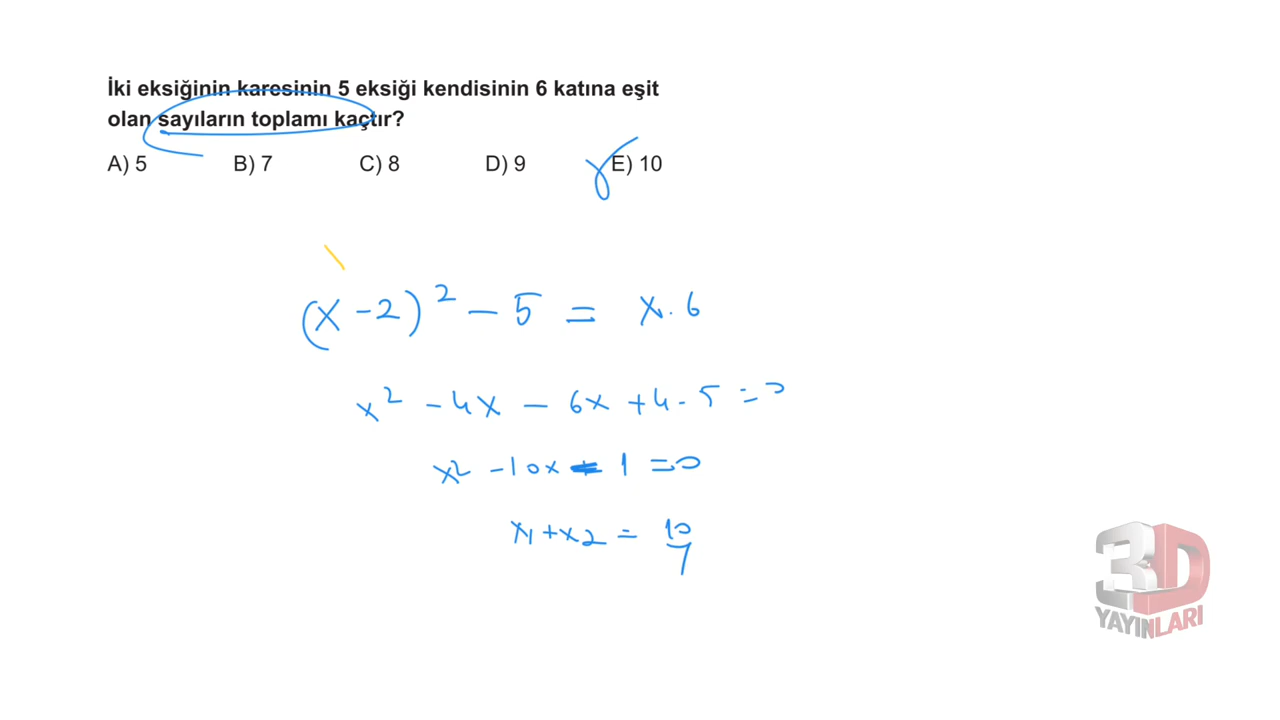 İki eksiğinin karesinin 5 eksiği kendisinin 6 katına eşit
olan sayıların toplamı kaçtır?
A) 5 B) 7 C) 8 D) 9 E) 10
(x - 2)² - 5 = x . 6
x² - 4x - 6x + 4 - 5 = 0
x² - 10x - 1 = 0
x1 + x2 = 10
3D
YAYINLARI